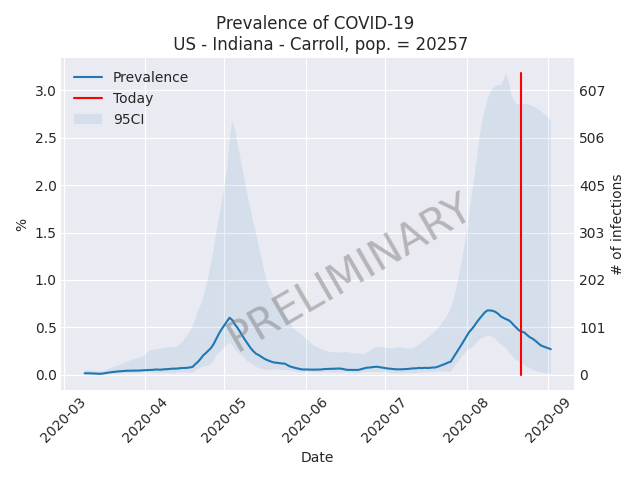 Prevalence of COVID-19
US - Indiana - Carroll, pop. = 20257
Prevalence
Today
95CI
PRELIMINARY
%
3.0
2.5
2.0
1.5
1.0
0.5
0.0
607
506
405
303
202
101
0
# of infections
2020-03
2020-04
2020-05
2020-06
2020-07
2020-08
2020-09
Date